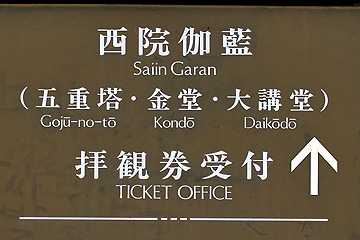 西院伽藍
Saiin Garan
（五重塔・金堂・大講堂）
Gojū-no-tō Kondō Daikōdō
拝観券受付
TICKET OFFICE